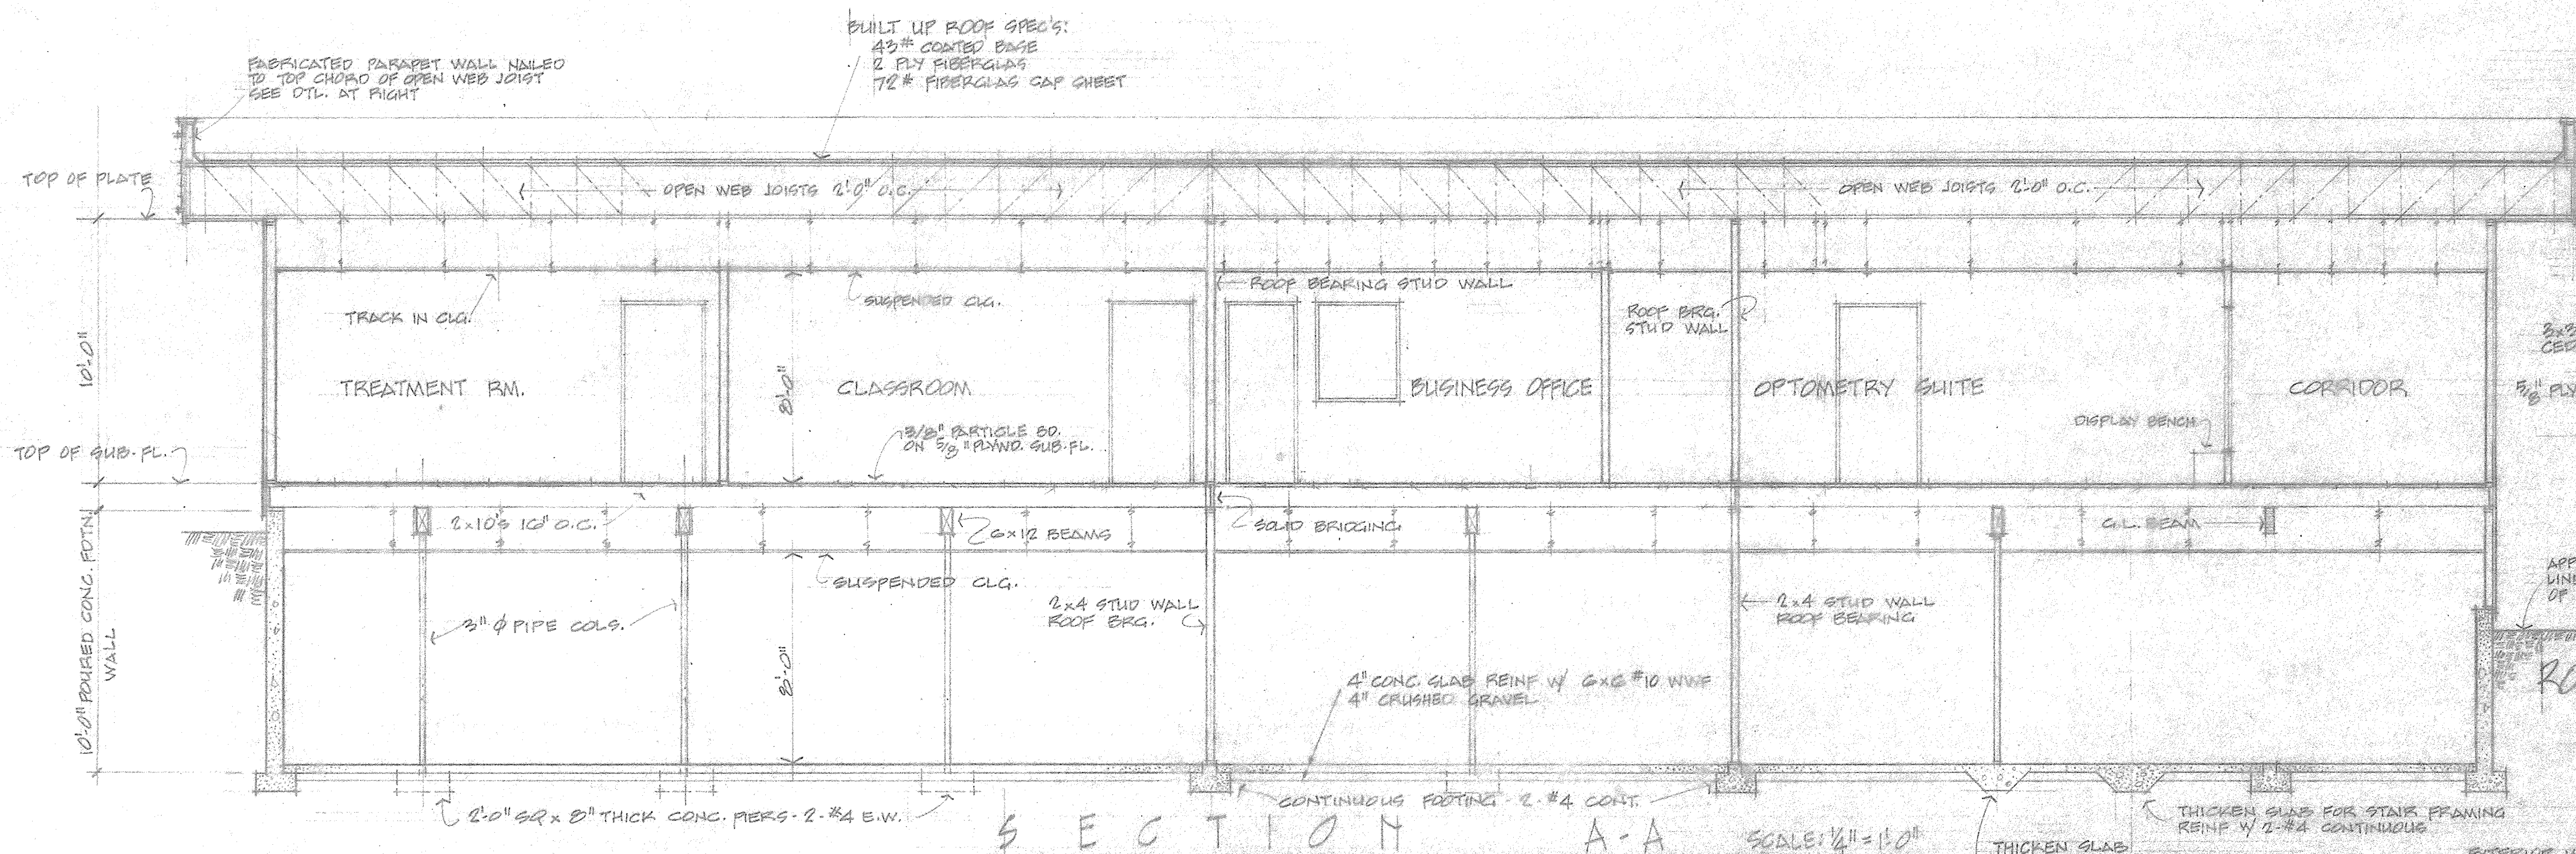 BUILT UP ROOF SPEC'S:
43# COATED BASE
2 PLY FIBERGLAS
72# FIBERGLAS CAP SHEET
FABRICATED PARAPET WALL NAILED
TO TOP CHORD OF OPEN WEB JOIST
SEE DTL. AT RIGHT
TOP OF PLATE
OPEN WEB JOISTS 2'-0" O.C.
OPEN WEB JOISTS 2'-0" O.C.
10'-0"
TRACK IN CLG.
SUSPENDED CLG.
ROOF BEARING STUD WALL
ROOF BRG.
STUD WALL
TREATMENT RM.
8'-0"
CLASSROOM
BUSINESS OFFICE
OPTOMETRY SUITE
CORRIDOR
DISPLAY BENCH
5/8" PLY
3/8" PARTICLE BD.
ON 5/8" PLYWD. SUB-FL.
TOP OF SUB-FL.
2x10'S 16" O.C.
6x12 BEAMS
SOLID BRIDGING
G.L. BEAM
SUSPENDED CLG.
10'-0" POURED CONC. FDTN.
WALL
3" Ø PIPE COLS.
2x4 STUD WALL
ROOF BRG.
2x4 STUD WALL
ROOF BEARING
8'-0"
4" CONC. SLAB REINF W/ 6x6 #10 WWF
4" CRUSHED GRAVEL
LINE
OF
2'-0" SQ x 8" THICK CONC. PIERS - 2-#4 E.W.
CONTINUOUS FOOTING - 2-#4 CONT.
THICKEN SLAB FOR STAIR FRAMING
REINF W/ 2-#4 CONTINUOUS
THICKEN SLAB
SECTION A-A
SCALE: 1/4" = 1'-0"